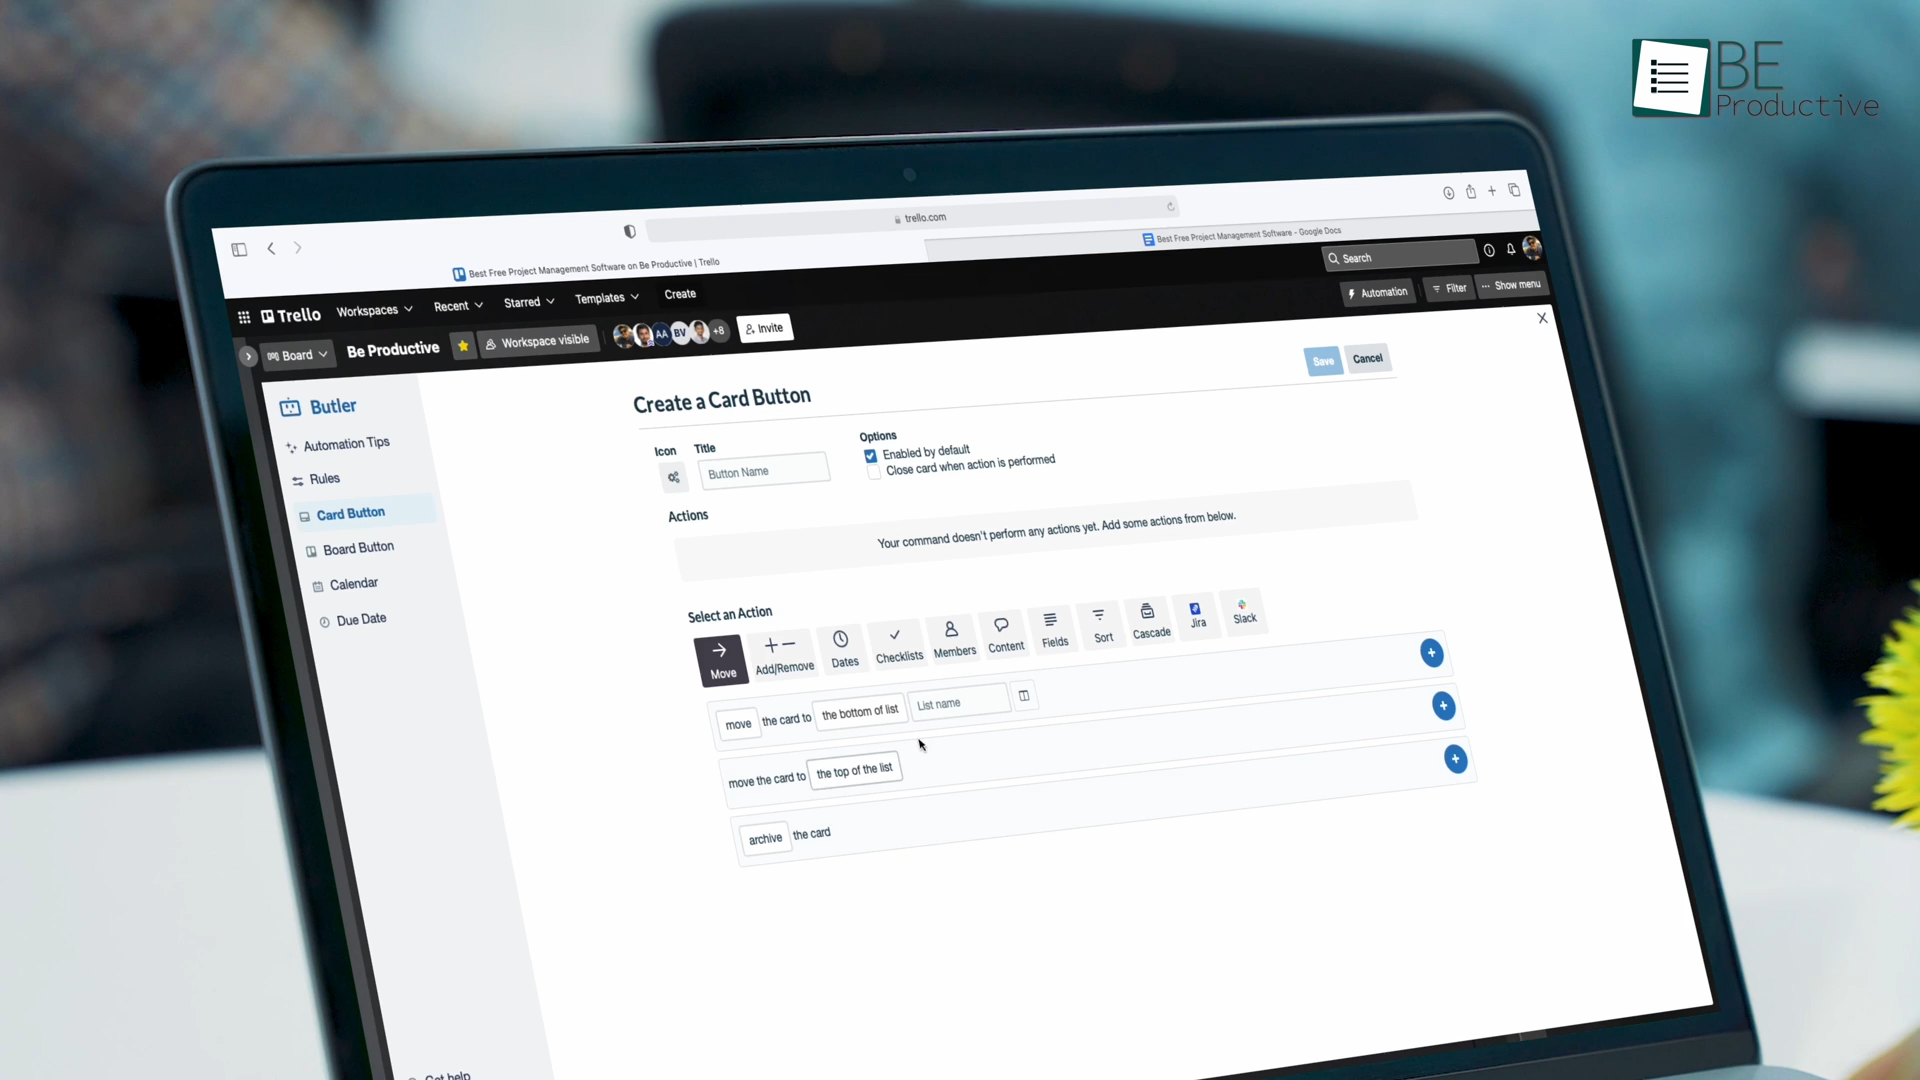 BE
Productive
trello.com
Best Free Project Management Software on Be Productive | Trello
Best Free Project Management Software - Google Docs
Trello
Workspaces
Recent
Starred
Templates
Create
Search
Board
Be Productive
Workspace visible
AA
BV
+8
Invite
Automation
Filter
Show menu
Butler
Automation Tips
Rules
Card Button
Board Button
Calendar
Due Date
Get help
Create a Card Button
Save
Cancel
Icon
Title
Button Name
Options
Enabled by default
Close card when action is performed
Actions
Your command doesn't perform any actions yet. Add some actions from below.
Select an Action
Move
Add/Remove
Dates
Checklists
Members
Content
Fields
Sort
Cascade
Jira
Slack
move the card to the bottom of list List name
move the card to the top of the list
archive the card